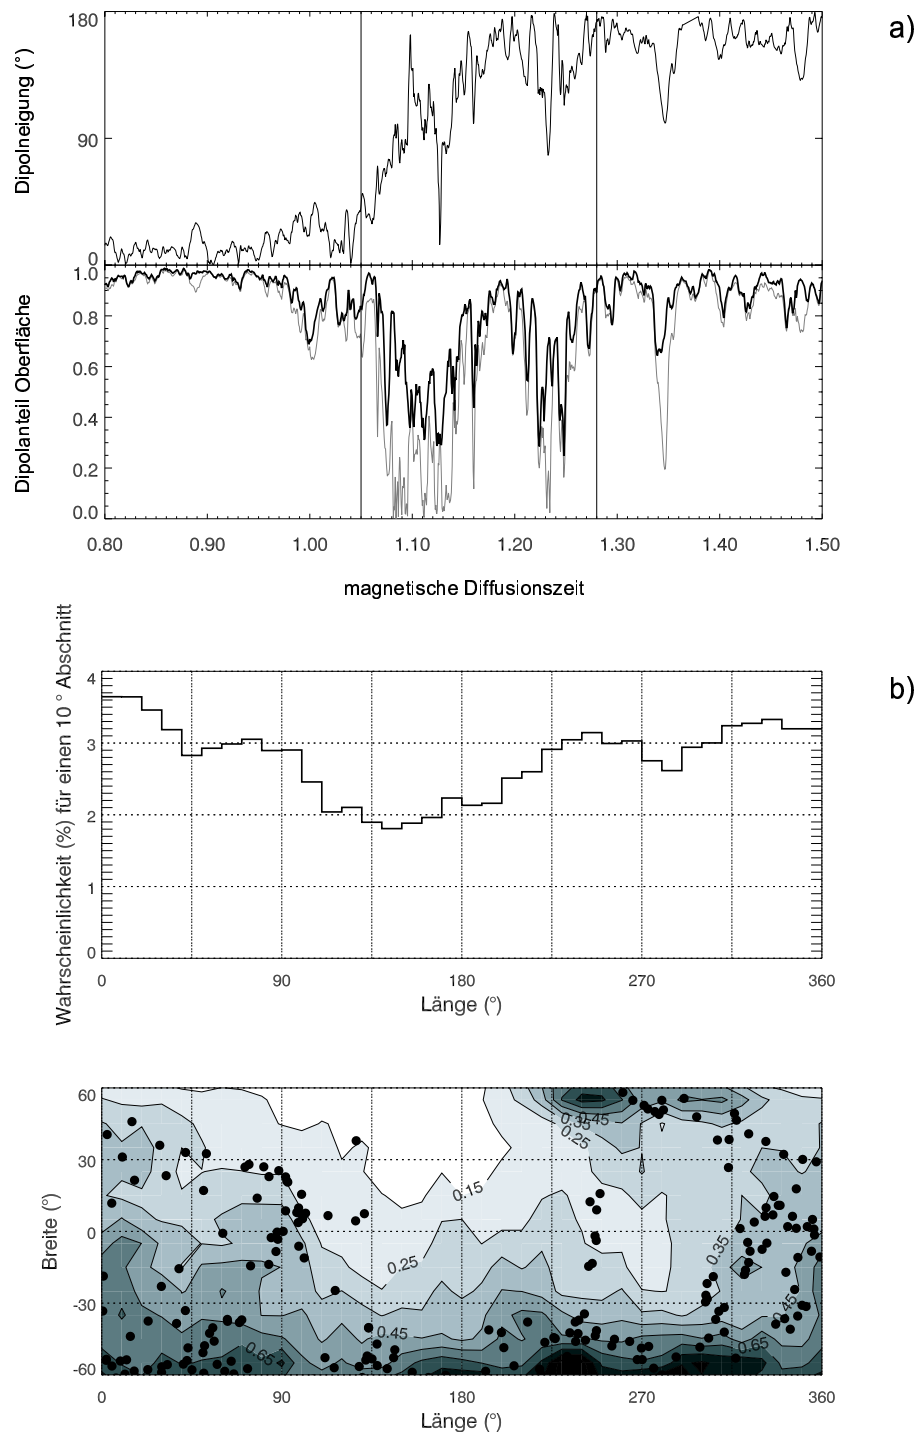 a)
Dipolneigung (°)
180
90
0
Dipolanteil Oberfläche
1.0
0.8
0.6
0.4
0.2
0.0
0.80 0.90 1.00 1.10 1.20 1.30 1.40 1.50
magnetische Diffusionszeit
b)
Wahrscheinlichkeit (%) für einen 10 ° Abschnitt
4
3
2
1
0
0 90 180 270 360
Länge (°)
Breite (°)
60
30
0
-30
-60
0.45
0.35
0.25
0.15
0.25
0.35
0.45
0.45
0.65
0.65
0 90 180 270 360
Länge (°)